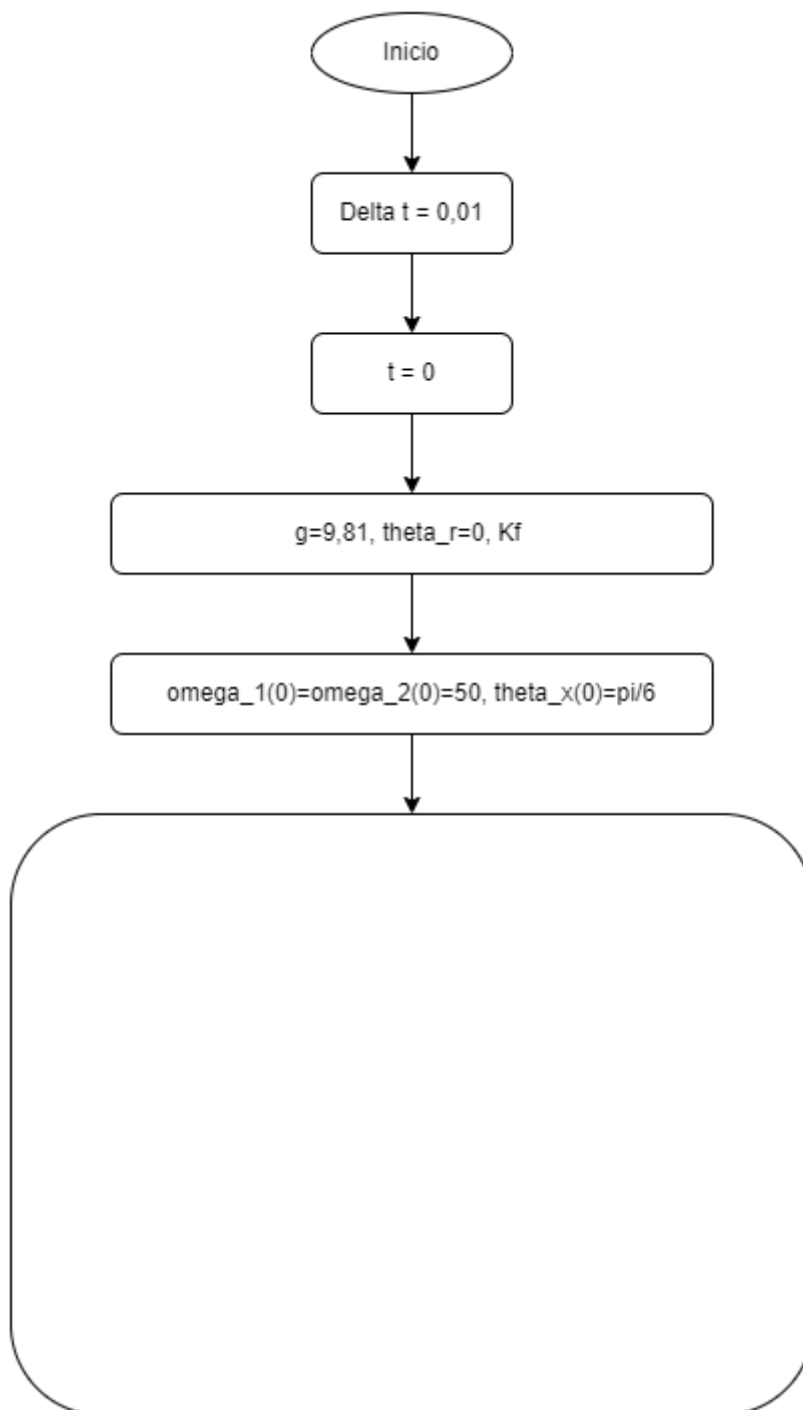 Inicio
Delta t = 0,01
t = 0
g=9,81, theta_r=0, Kf
omega_1(0)=omega_2(0)=50, theta_x(0)=pi/6